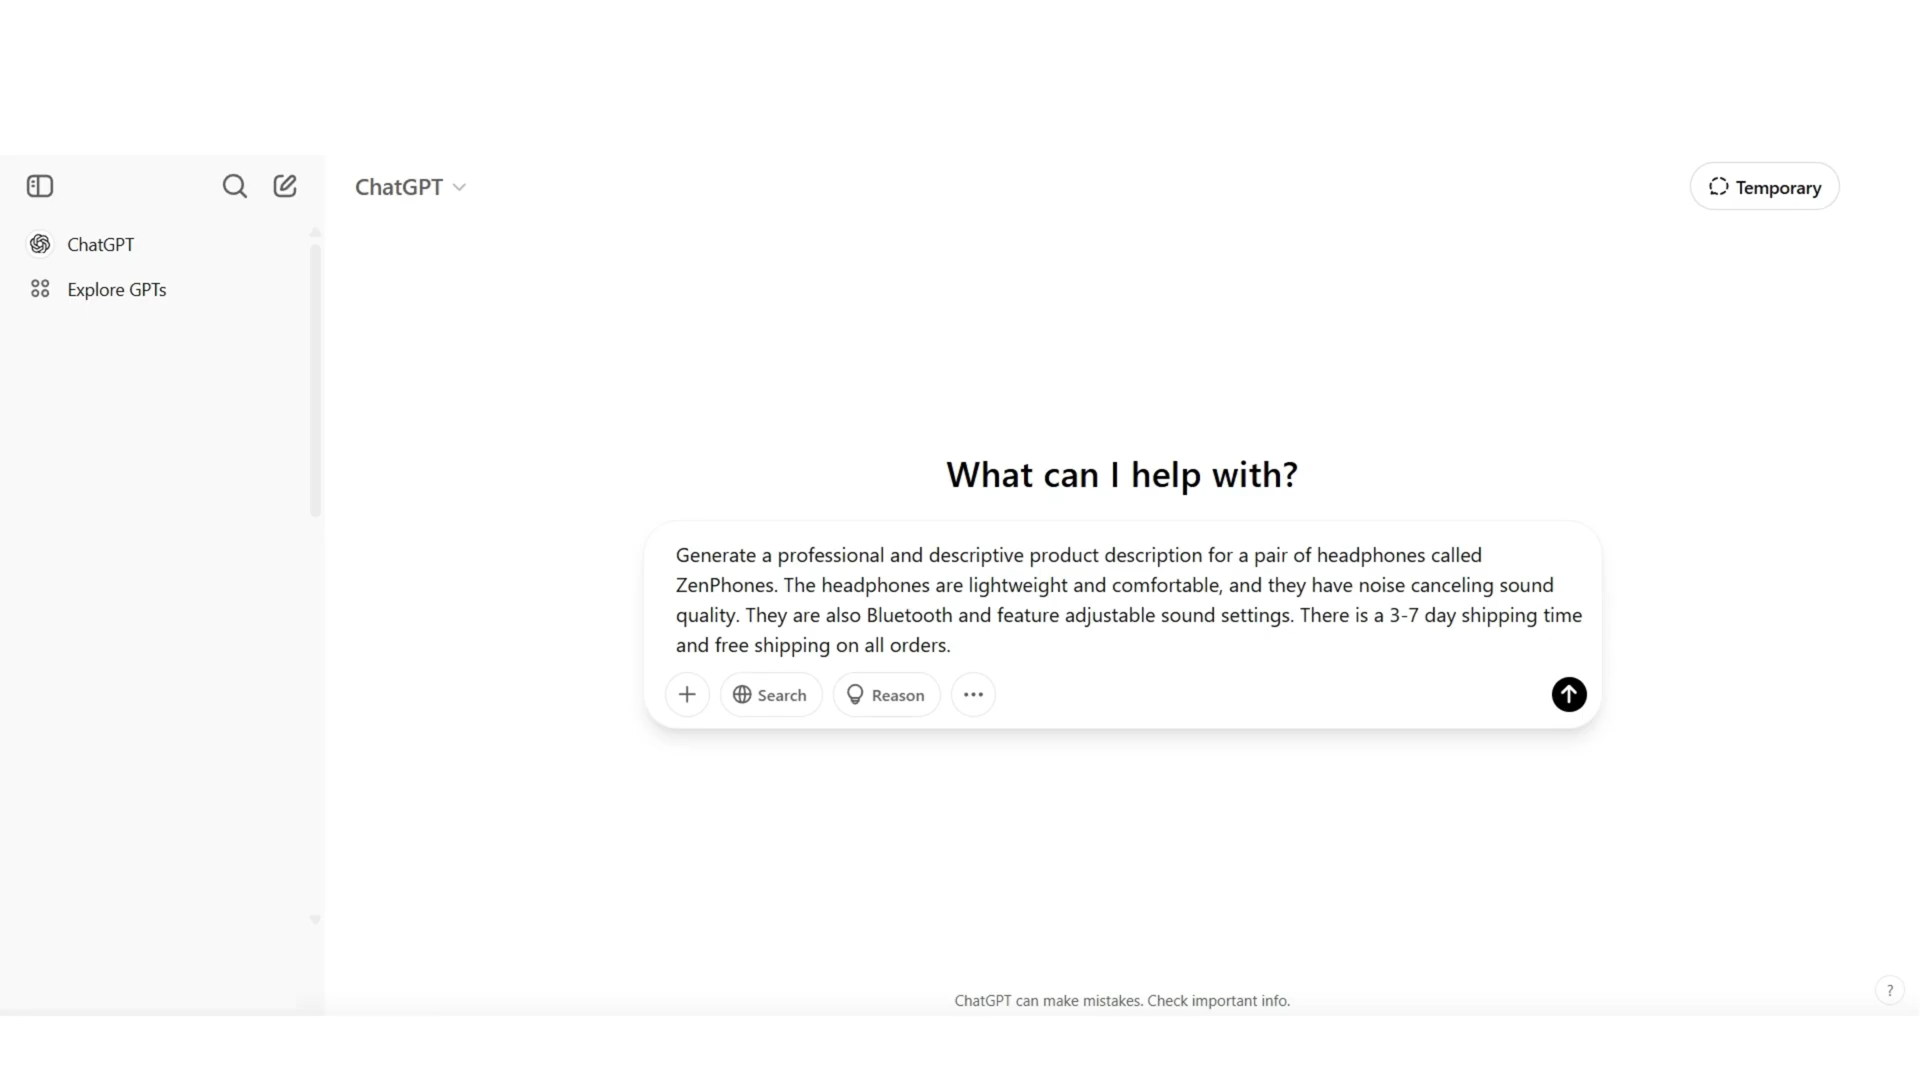 ChatGPT
Temporary
ChatGPT
Explore GPTs
What can I help with?
Generate a professional and descriptive product description for a pair of headphones called
ZenPhones. The headphones are lightweight and comfortable, and they have noise canceling sound
quality. They are also Bluetooth and feature adjustable sound settings. There is a 3-7 day shipping time
and free shipping on all orders.
Search
Reason
ChatGPT can make mistakes. Check important info.
?